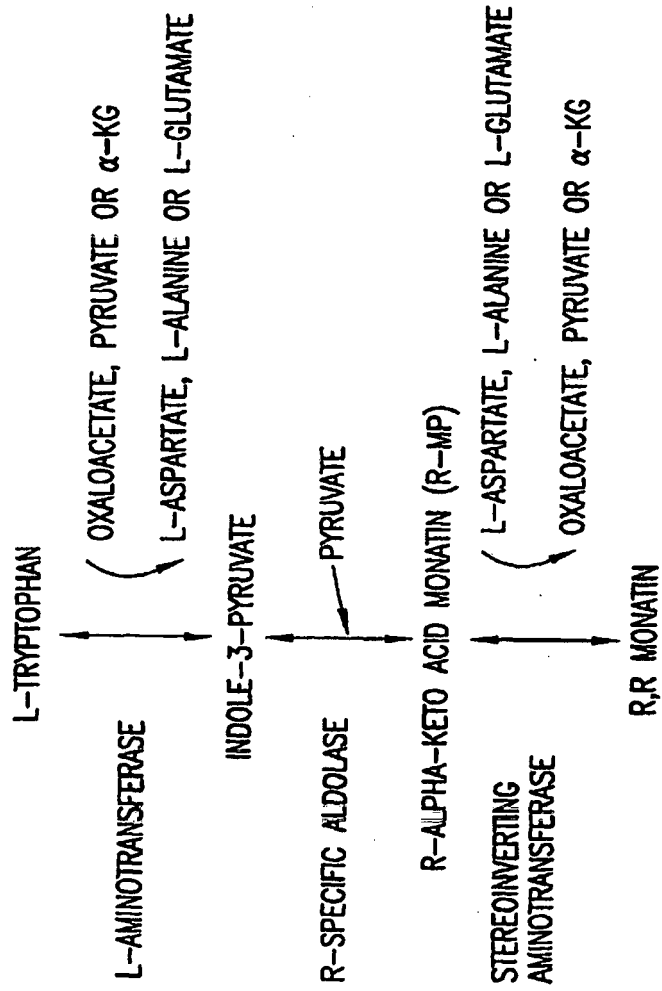 L-TRYPTOPHAN
OXALOACETATE, PYRUVATE OR α-KG
L-AMINOTRANSFERASE
L-ASPARTATE, L-ALANINE OR L-GLUTAMATE
INDOLE-3-PYRUVATE
R-SPECIFIC ALDOLASE
PYRUVATE
R-ALPHA-KETO ACID MONATIN (R-MP)
L-ASPARTATE, L-ALANINE OR L-GLUTAMATE
STEREOINVERTING
AMINOTRANSFERASE
OXALOACETATE, PYRUVATE OR α-KG
R,R MONATIN